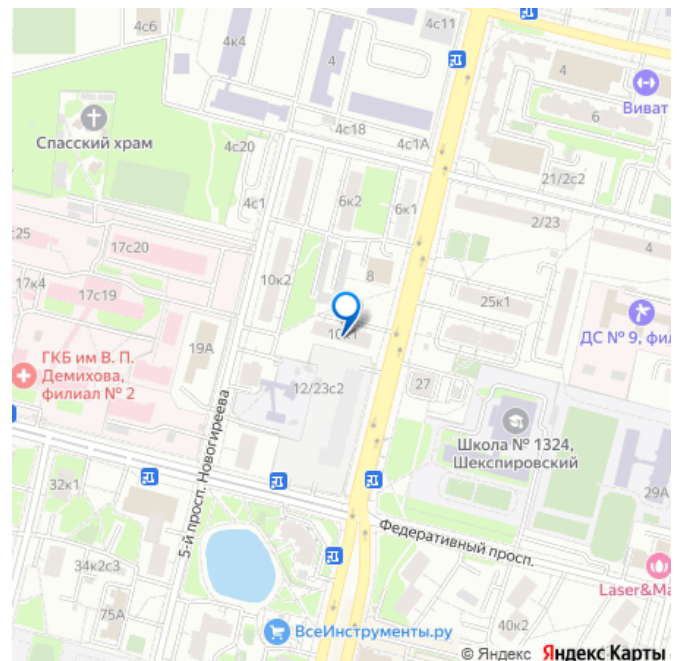 4с6
4с11
4к4
4
4
Виват
6
Спасский храм
4с18
4с1А
4с20
21/2с2
4с1
6к2
6к1
2/23
с25
17с20
4
17к4
10к2
8
17с19
25к1
ДС № 9, фил
19А
ГКБ им В. П.
Демихова,
филиал № 2
12/23с2
27
Школа № 1324,
Шекспировский
5-й просп. Новогиреева
32к1
29А
Федеративный просп.
34к2с3
Laser&Ma
75А
40к2
ВсеИнструменты.ру
© Яндекс Яндекс Карты